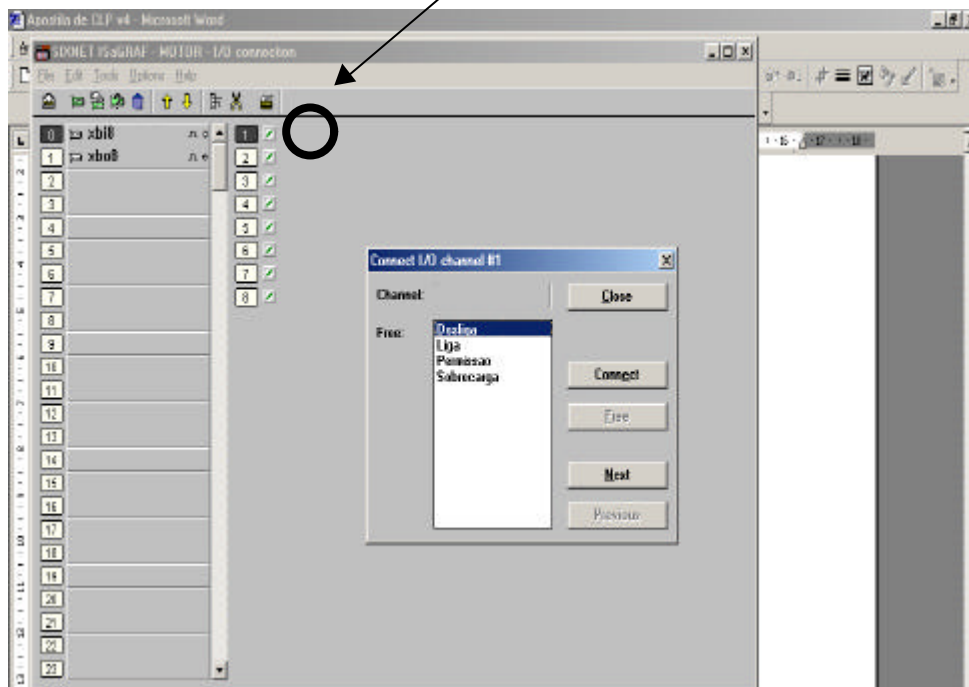 Apostila de CLP v4 - Microsoft Word
SIXNET ISaGRAF - MOTOR - I/O connection
File Edit Tools Options Help
0 xbi8
1 xbo8
2
3
4
5
6
7
8
9
10
11
12
13
14
15
16
17
18
19
20
21
22
23
1
2
3
4
5
6
7
8
Connect I/O channel #1
Channel:
Close
Free:
Desliga
Liga
Permissao
Sobrecarga
Connect
Free
Next
Previous